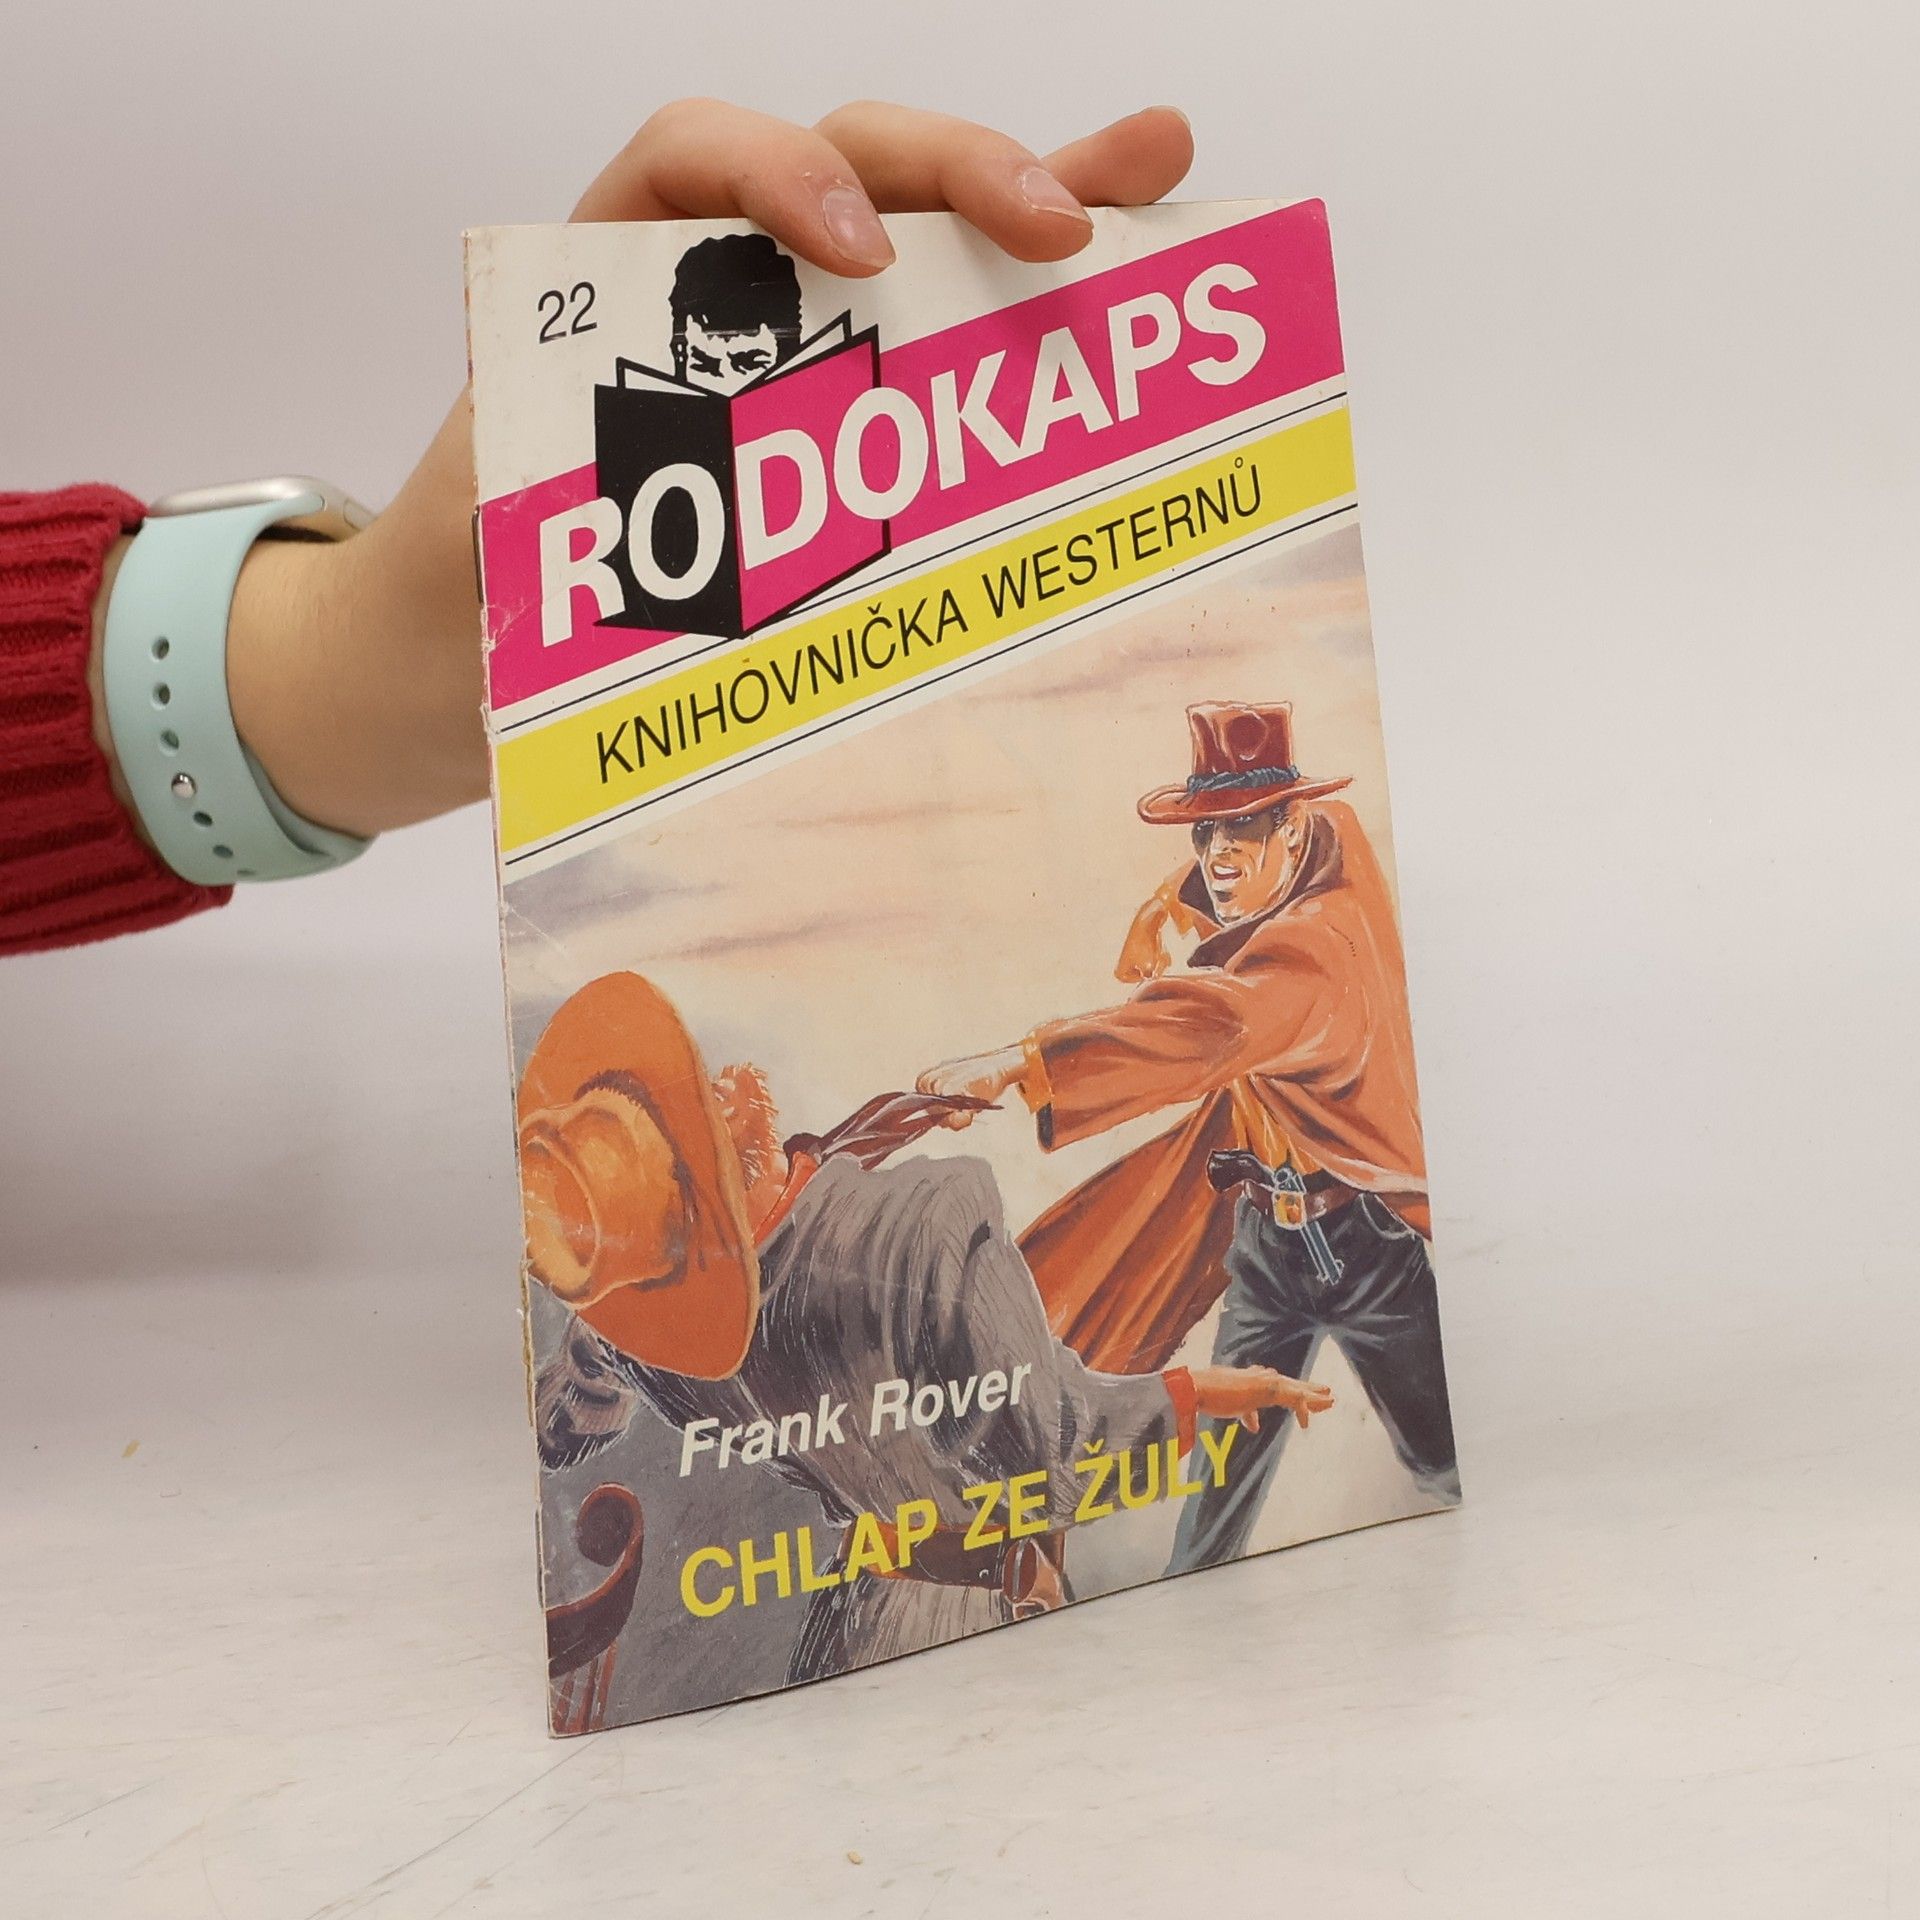 22
RODOKAPS
KNIHOVNIČKA WESTERNŮ
Frank Rover
CHLAP ZE ŽULY